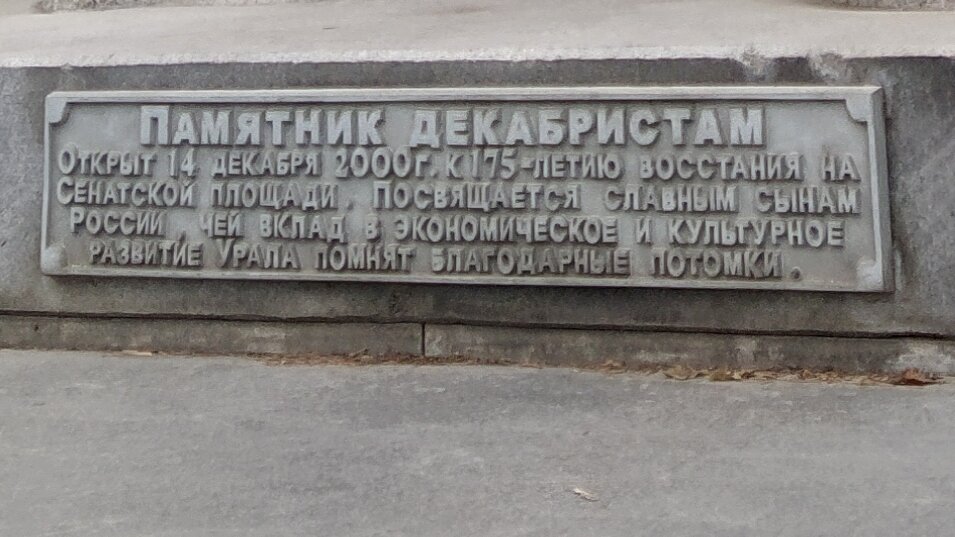 Памятник декабристам
Открыт 14 декабря 2000г. к 175-летию восстания на
Сенатской площади. Посвящается славным сынам
России, чей вклад в экономическое и культурное
развитие Урала помнят благодарные потомки.